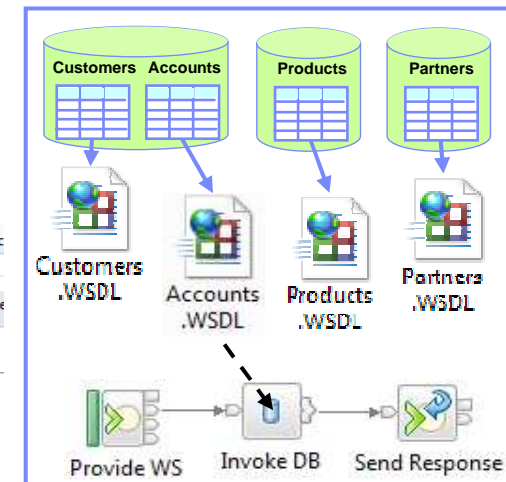 Customers Accounts Products Partners
Customers
.WSDL
Accounts
.WSDL
Products
.WSDL
Partners
.WSDL
Provide WS Invoke DB Send Response